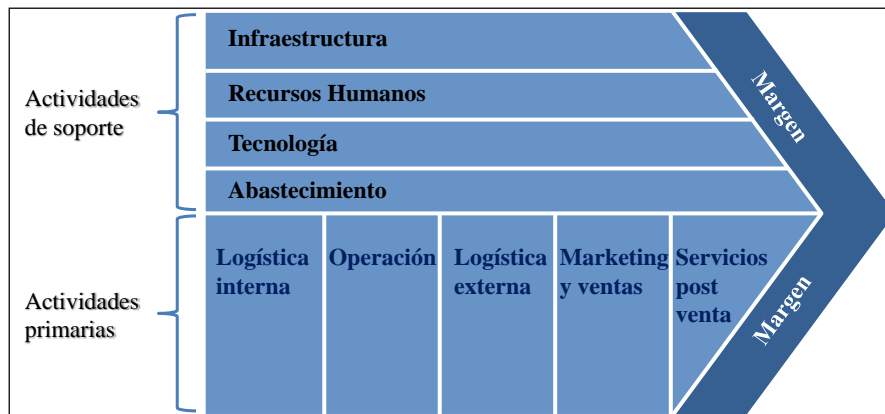 Actividades
de soporte
Infraestructura
Recursos Humanos
Tecnología
Abastecimiento
Margen
Actividades
primarias
Logística
interna
Operación
Logística
externa
Marketing
y ventas
Servicios
post
venta
Margen